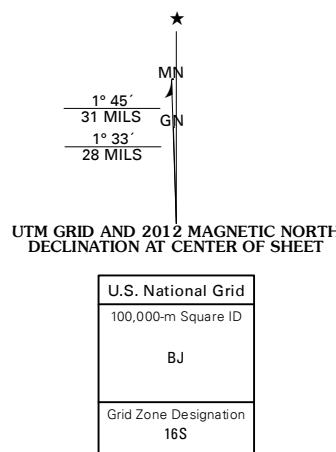 MN
1° 45´
31 MILS
GN
1° 33´
28 MILS
UTM GRID AND 2012 MAGNETIC NORTH
DECLINATION AT CENTER OF SHEET
U.S. National Grid
100,000-m Square ID
BJ
Grid Zone Designation
16S